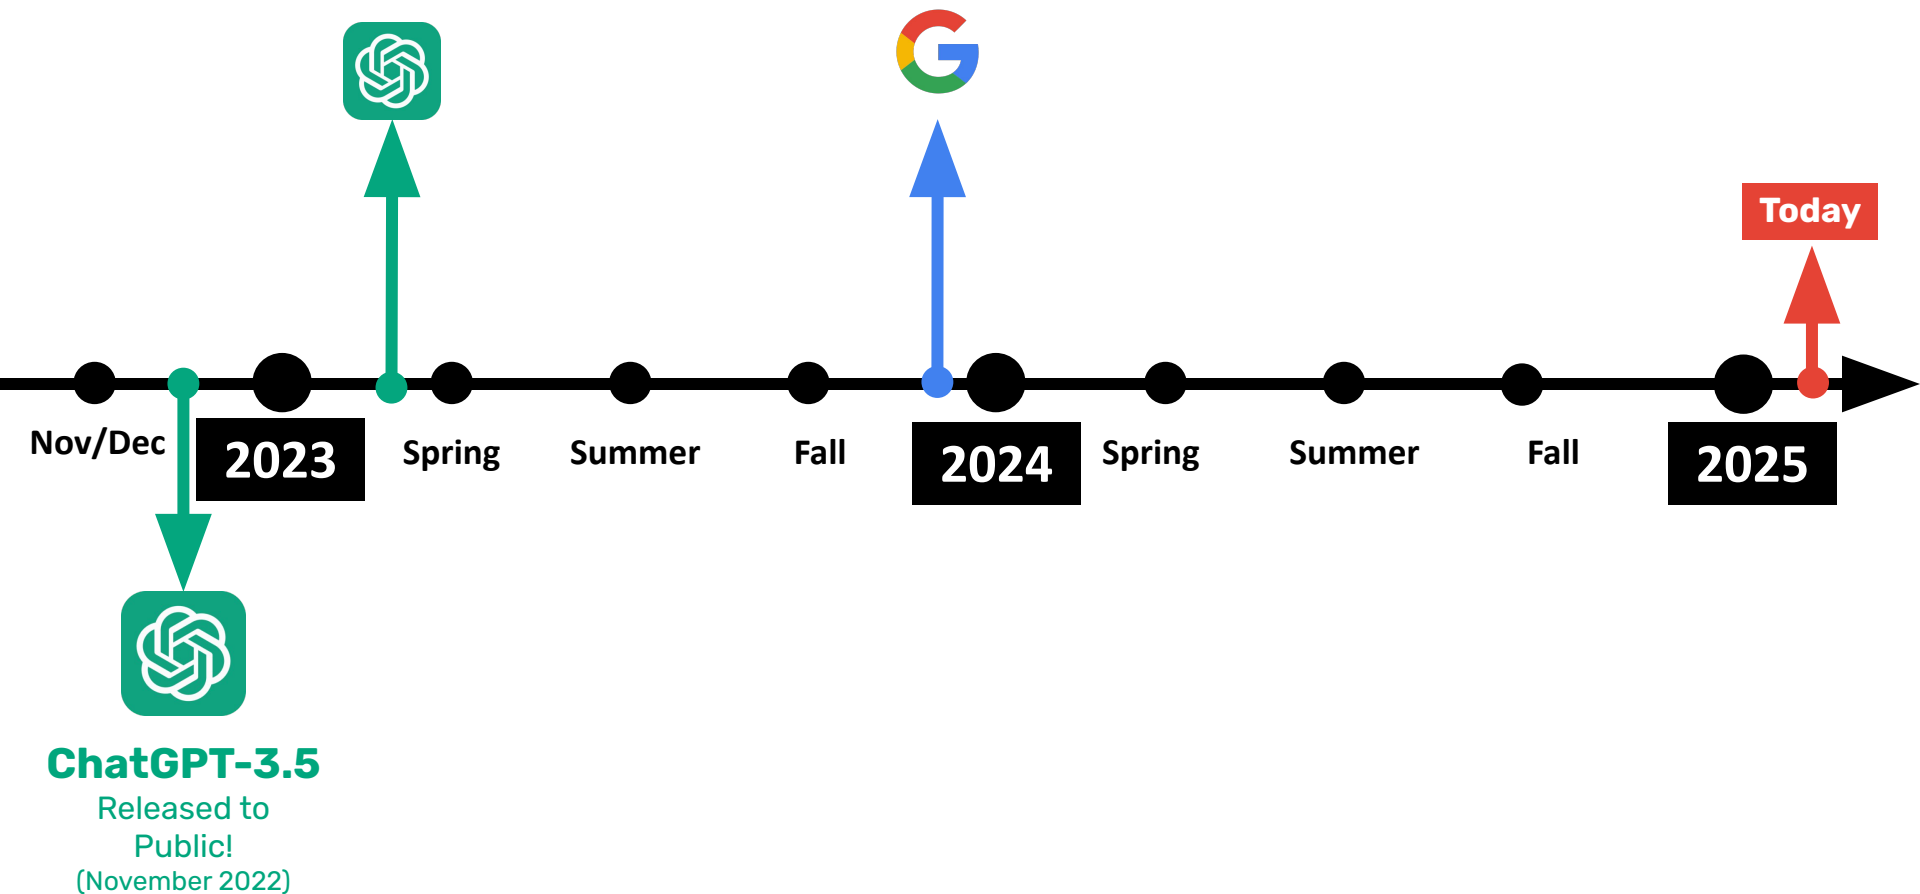 Today
Nov/Dec
2023
Spring
Summer
Fall
2024
Spring
Summer
Fall
2025
ChatGPT-3.5
Released to
Public!
(November 2022)